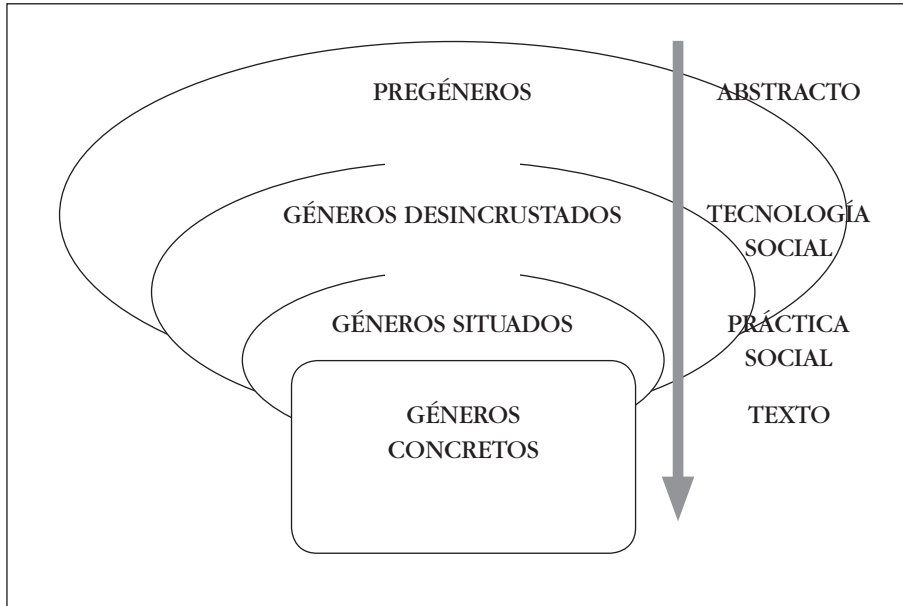 PREGÉNEROS
ABSTRACTO
GÉNEROS DESINCRUSTADOS
TECNOLOGÍA
SOCIAL
GÉNEROS SITUADOS
PRÁCTICA
SOCIAL
GÉNEROS
CONCRETOS
TEXTO